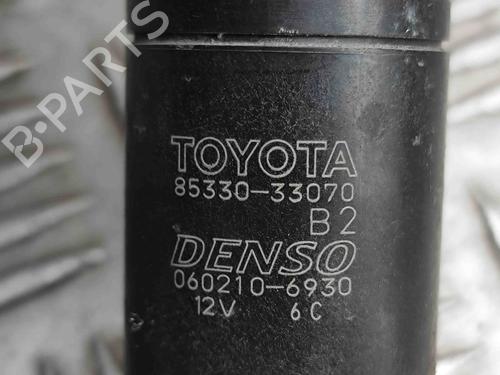 B-PARTS
TOYOTA
85330-33070
B2
DENSO
060210-6930
12V 6C